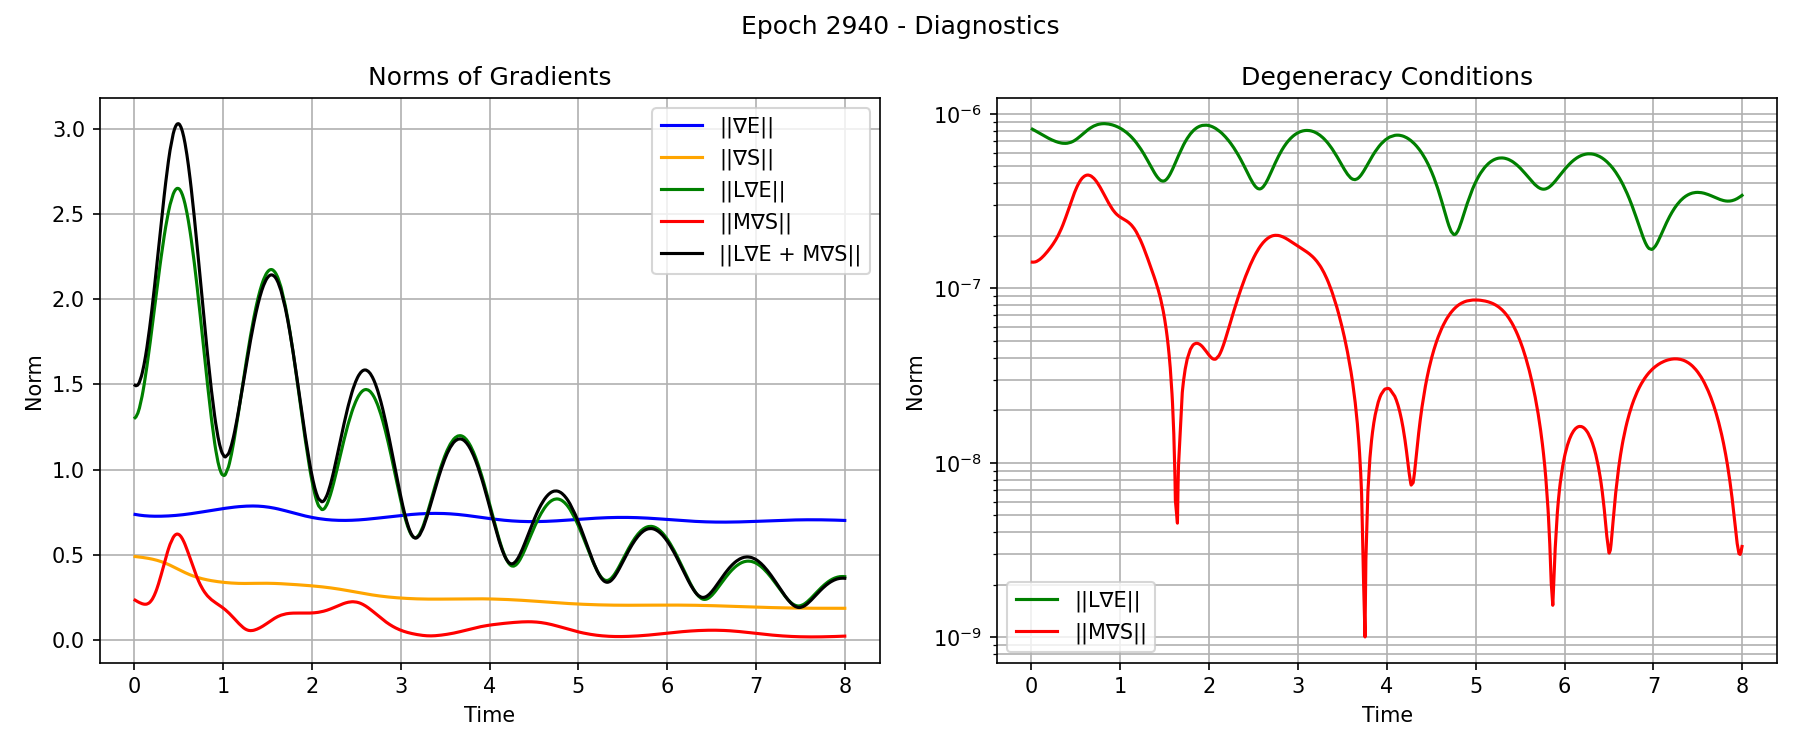 Epoch 2940 - Diagnostics
Norms of Gradients
Norm
3.0
2.5
2.0
1.5
1.0
0.5
0.0
0 1 2 3 4 5 6 7 8
Time
||∇E||
||∇S||
||L∇E||
||M∇S||
||L∇E + M∇S||
Degeneracy Conditions
Norm
10⁻⁶
10⁻⁷
10⁻⁸
10⁻⁹
0 1 2 3 4 5 6 7 8
Time
||L∇E||
||M∇S||